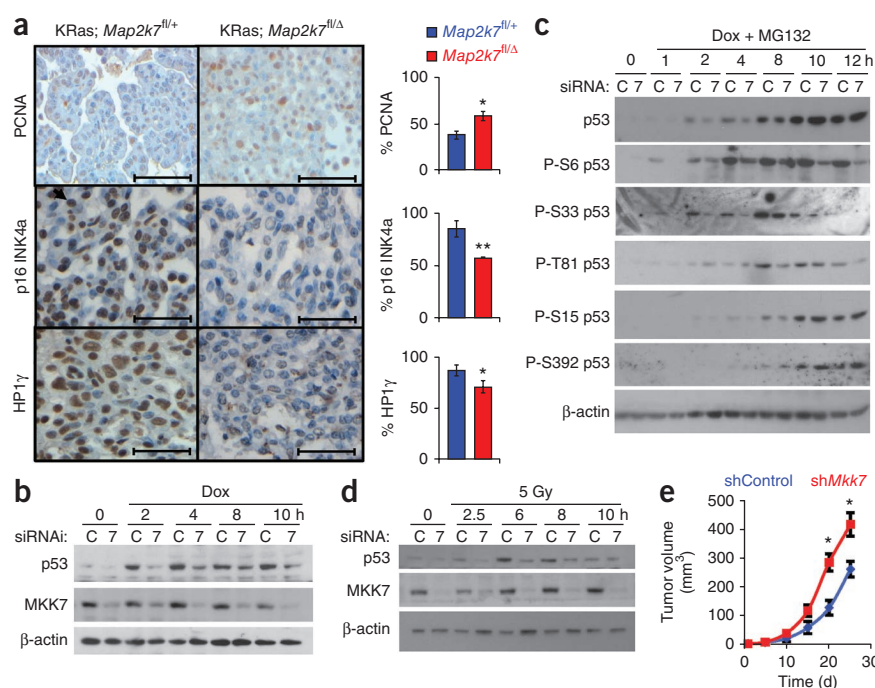 a
KRas; Map2k7fl/+
KRas; Map2k7fl/Δ
Map2k7fl/+
Map2k7fl/Δ
PCNA
% PCNA
100
50
0
*
p16 INK4a
% p16 INK4a
100
50
0
**
HP1γ
% HP1γ
100
50
0
*
b
Dox
0 2 4 8 10 h
siRNAi: C 7 C 7 C 7 C 7 C 7
p53
MKK7
β-actin
c
Dox + MG132
0 1 2 4 8 10 12 h
siRNA: C 7 C 7 C 7 C 7 C 7 C 7 C 7
p53
P-S6 p53
P-S33 p53
P-T81 p53
P-S15 p53
P-S392 p53
β-actin
d
5 Gy
0 2.5 6 8 10 h
siRNA: C 7 C 7 C 7 C 7 C 7
p53
MKK7
β-actin
e
shControl shMkk7
Tumor volume
(mm3)
500
400
300
200
100
0
* *
0 10 20 30
Time (d)